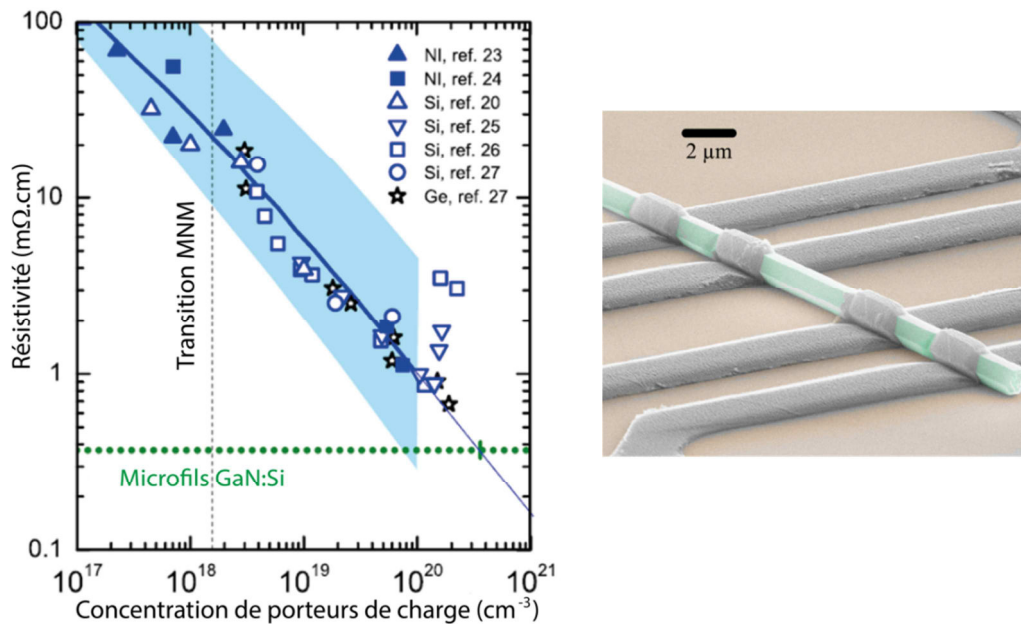 100
10
1
0.1
Résistivité (mΩ.cm)
NI, ref. 23
NI, ref. 24
Si, ref. 20
Si, ref. 25
Si, ref. 26
Si, ref. 27
Ge, ref. 27
Transition MNM
Microfils GaN:Si
10^17 10^18 10^19 10^20 10^21
Concentration de porteurs de charge (cm^-3)
2 µm